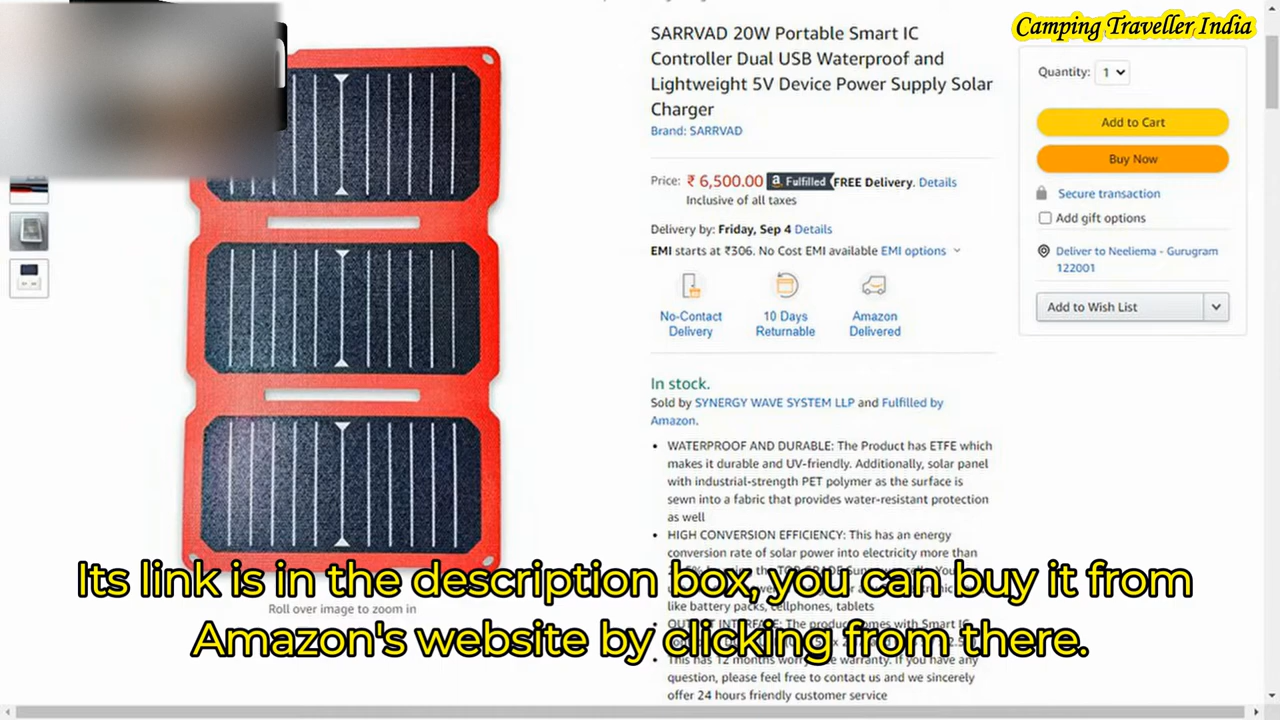 Camping Traveller India
SARRVAD 20W Portable Smart IC
Controller Dual USB Waterproof and
Lightweight 5V Device Power Supply Solar
Charger
Brand: SARRVAD
Price: ₹ 6,500.00 a Fulfilled FREE Delivery. Details
Inclusive of all taxes
Delivery by: Friday, Sep 4 Details
EMI starts at ₹306. No Cost EMI available EMI options
No-Contact
Delivery
10 Days
Returnable
Amazon
Delivered
In stock.
Sold by SYNERGY WAVE SYSTEM LLP and Fulfilled by
Amazon.
WATERPROOF AND DURABLE: The Product has ETFE which
makes it durable and UV-friendly. Additionally, solar panel
with industrial-strength PET polymer as the surface is
sewn into a fabric that provides water-resistant protection
as well
HIGH CONVERSION EFFICIENCY: This has an energy
conversion rate of solar power into electricity more than
like battery packs, cellphones, tablets
This has 12 months warranty. If you have any
question, please feel free to contact us and we sincerely
offer 24 hours friendly customer service
Quantity: 1
Add to Cart
Buy Now
Secure transaction
Add gift options
Deliver to Neeliema - Gurugram
122001
Add to Wish List
Roll over image to zoom in
Its link is in the description box, you can buy it from
Amazon's website by clicking from there.